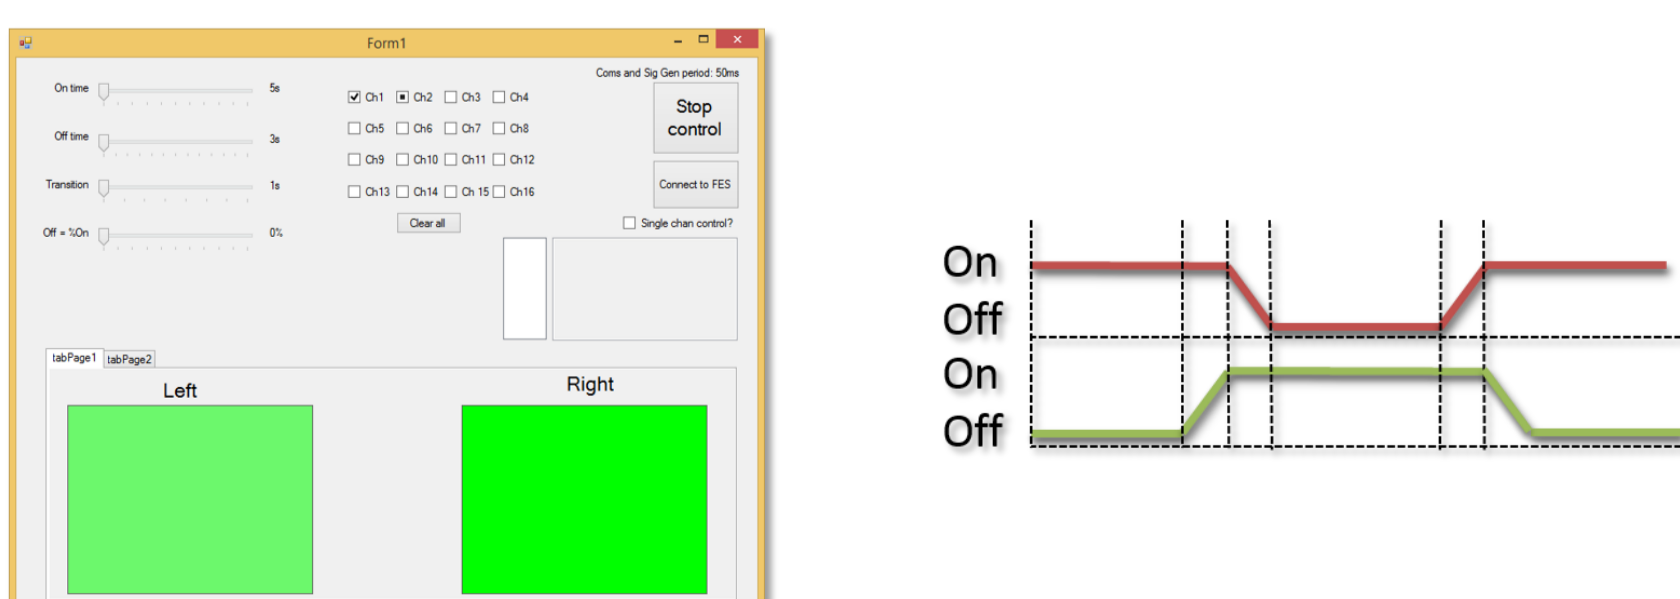 Form1
Coms and Sig Gen period: 50ms
On time 5s
Off time 3s
Transition 1s
Off = %On 0%
Ch1 Ch2 Ch3 Ch4
Ch5 Ch6 Ch7 Ch8
Ch9 Ch10 Ch11 Ch12
Ch13 Ch14 Ch 15 Ch16
Clear all
Stop
control
Connect to FES
Single chan control?
tabPage1 tabPage2
Left Right
On
Off
On
Off